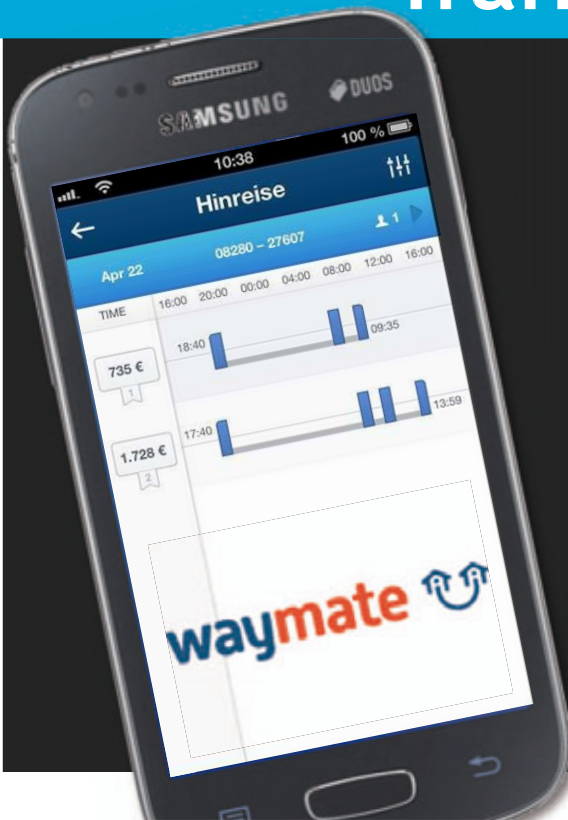 SAMSUNG DUOS
10:38 100 %
Hinreise
Apr 22 08280 – 27607 1
TIME 16:00 20:00 00:00 04:00 08:00 12:00 16:00
735 € 18:40 09:35
1
1.728 € 17:40 13:59
2
waymate